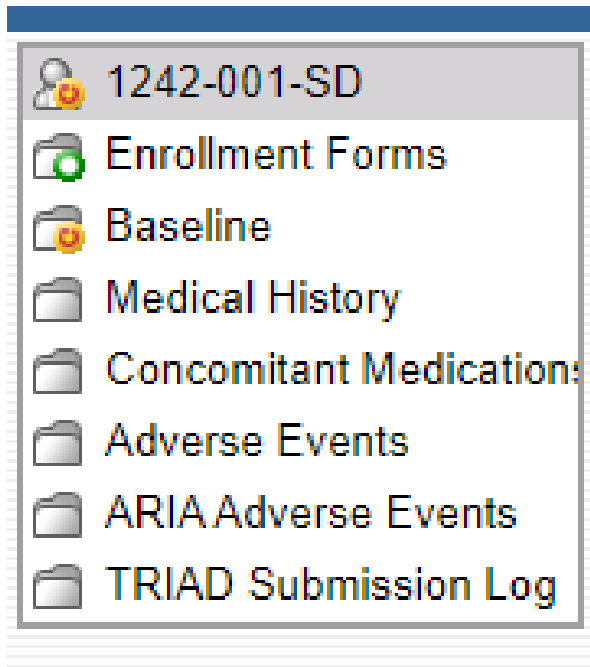 1242-001-SD
Enrollment Forms
Baseline
Medical History
Concomitant Medications
Adverse Events
ARIA Adverse Events
TRIAD Submission Log